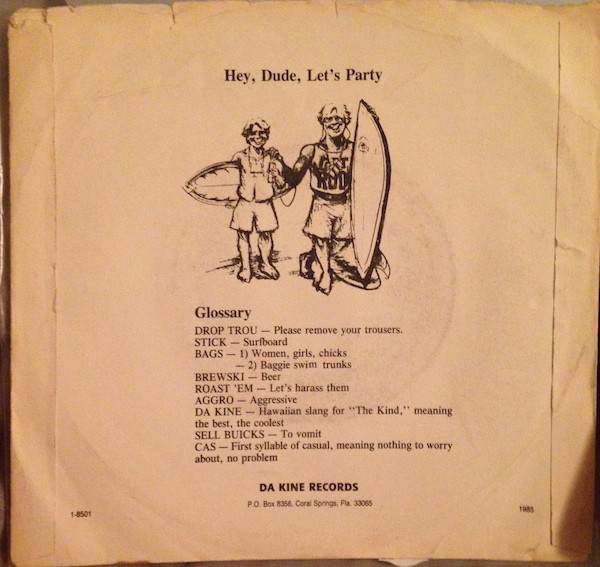 Hey, Dude, Let's Party
Glossary
DROP TROU — Please remove your trousers.
STICK — Surfboard
BAGS — 1) Women, girls, chicks
— 2) Baggie swim trunks
BREWSKI — Beer
ROAST 'EM — Let's harass them
AGGRO — Aggressive
DA KINE — Hawaiian slang for "The Kind," meaning
the best, the coolest
SELL BUICKS — To vomit
CAS — First syllable of casual, meaning nothing to worry
about, no problem
DA KINE RECORDS
P.O. Box 8356, Coral Springs, Fla. 33065
1-8501
1985